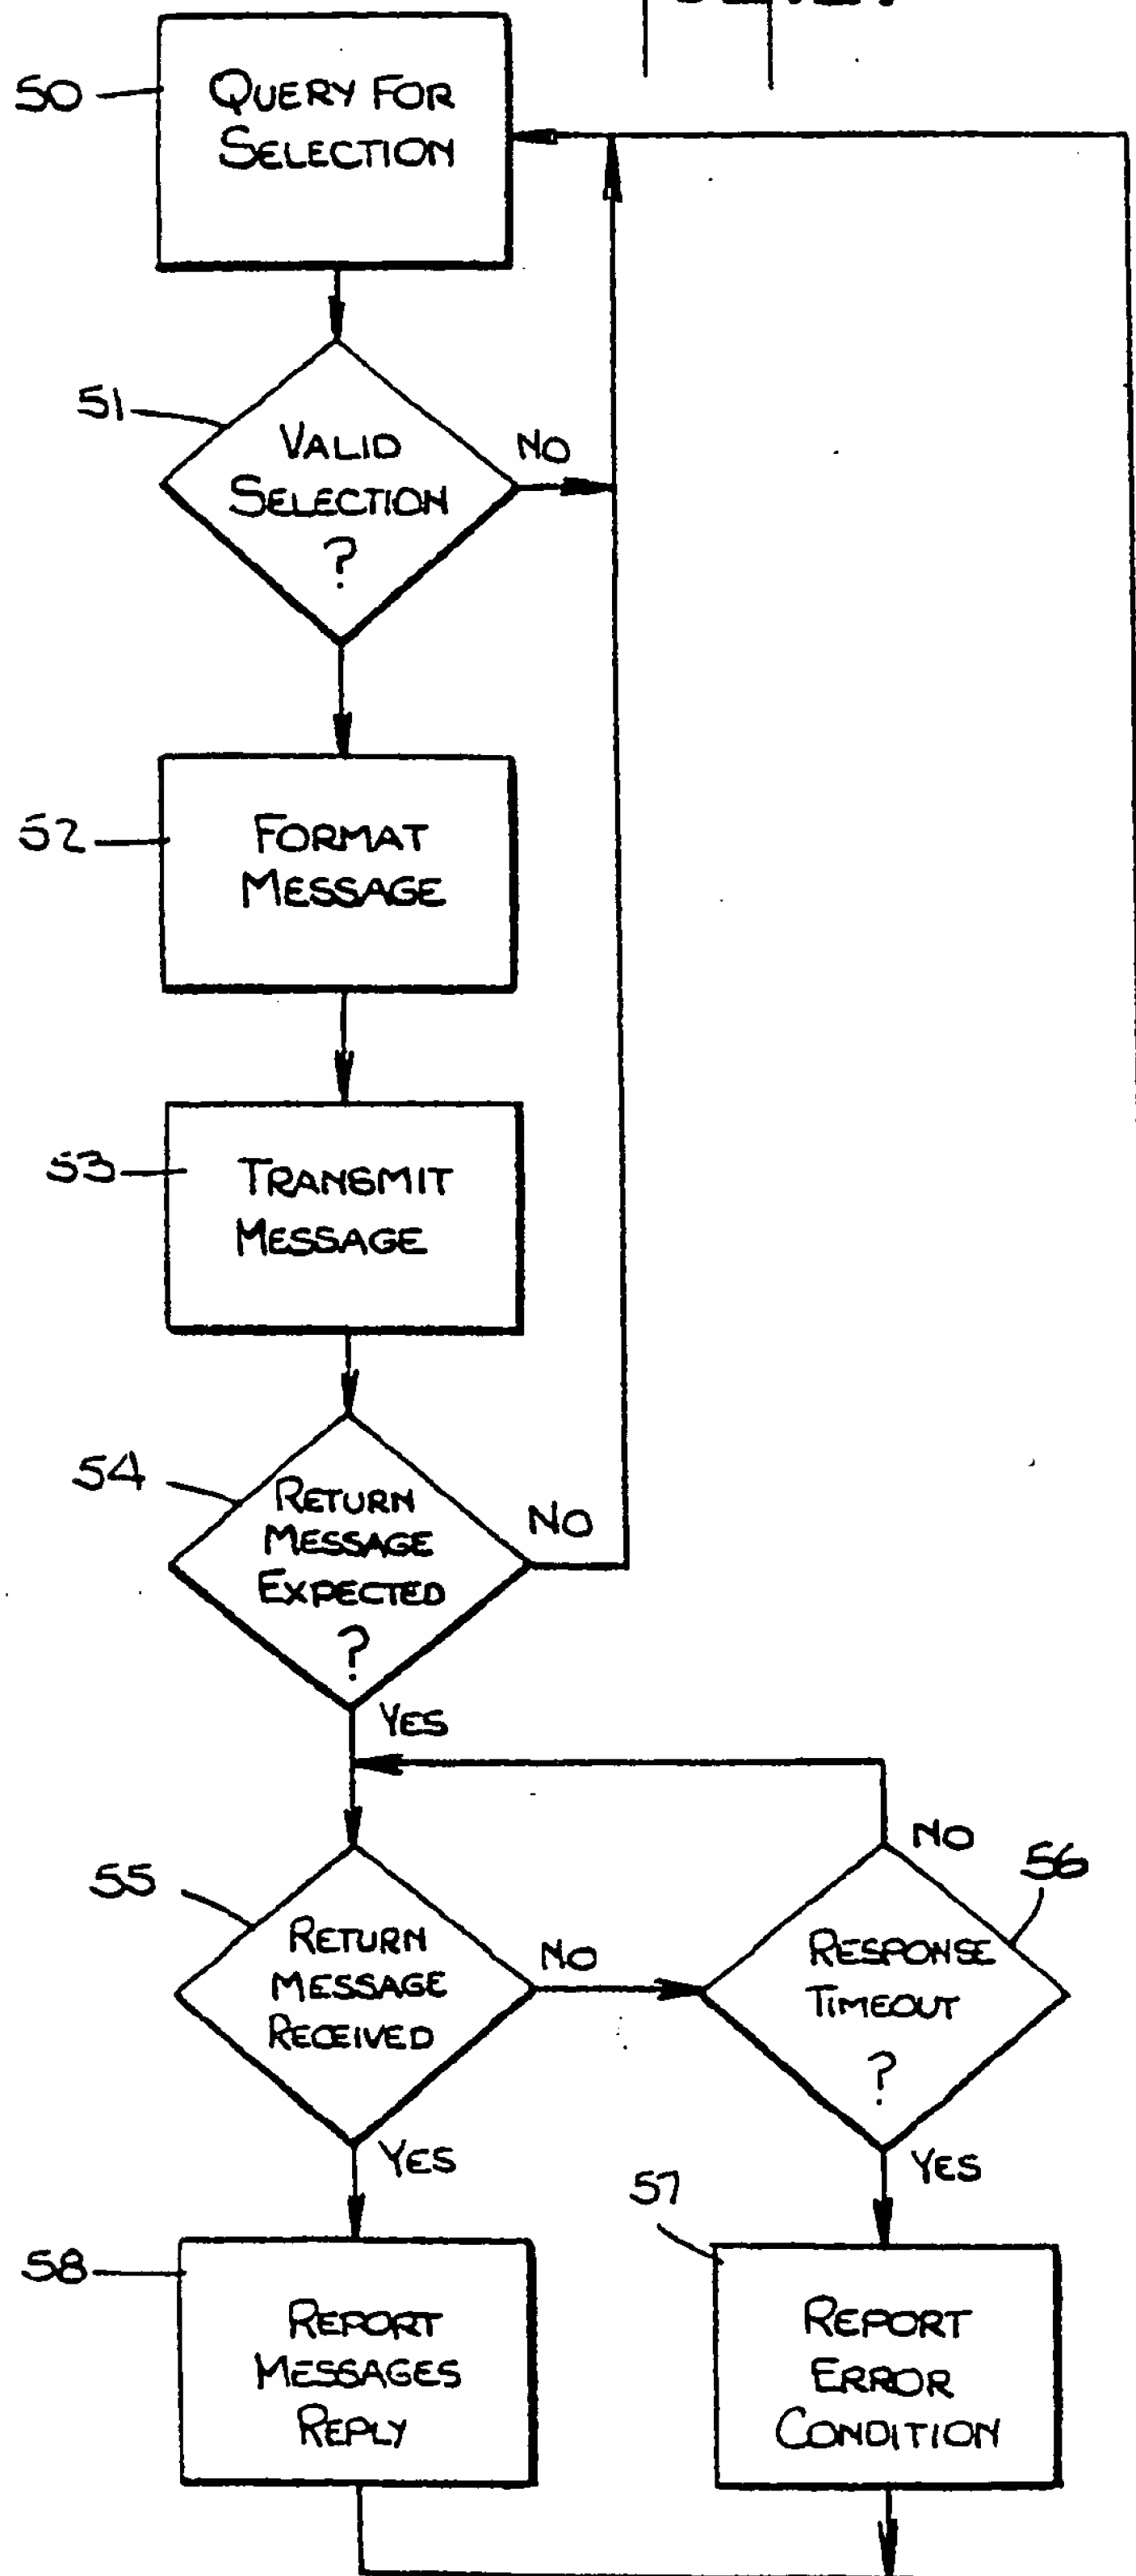 50
QUERY FOR
SELECTION
51
VALID
SELECTION
?
NO
52
FORMAT
MESSAGE
53
TRANSMIT
MESSAGE
54
RETURN
MESSAGE
EXPECTED
?
NO
YES
55
RETURN
MESSAGE
RECEIVED
NO
YES
56
RESPONSE
TIMEOUT
?
NO
YES
57
REPORT
ERROR
CONDITION
58
REPORT
MESSAGES
REPLY